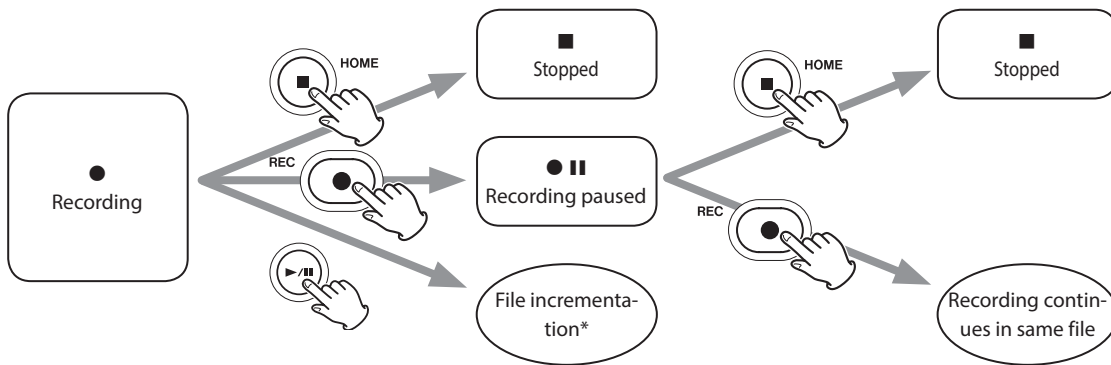 HOME
Stopped
HOME
Stopped
Recording
REC
Recording paused
REC
File incrementa-
tion*
Recording contin-
ues in same file